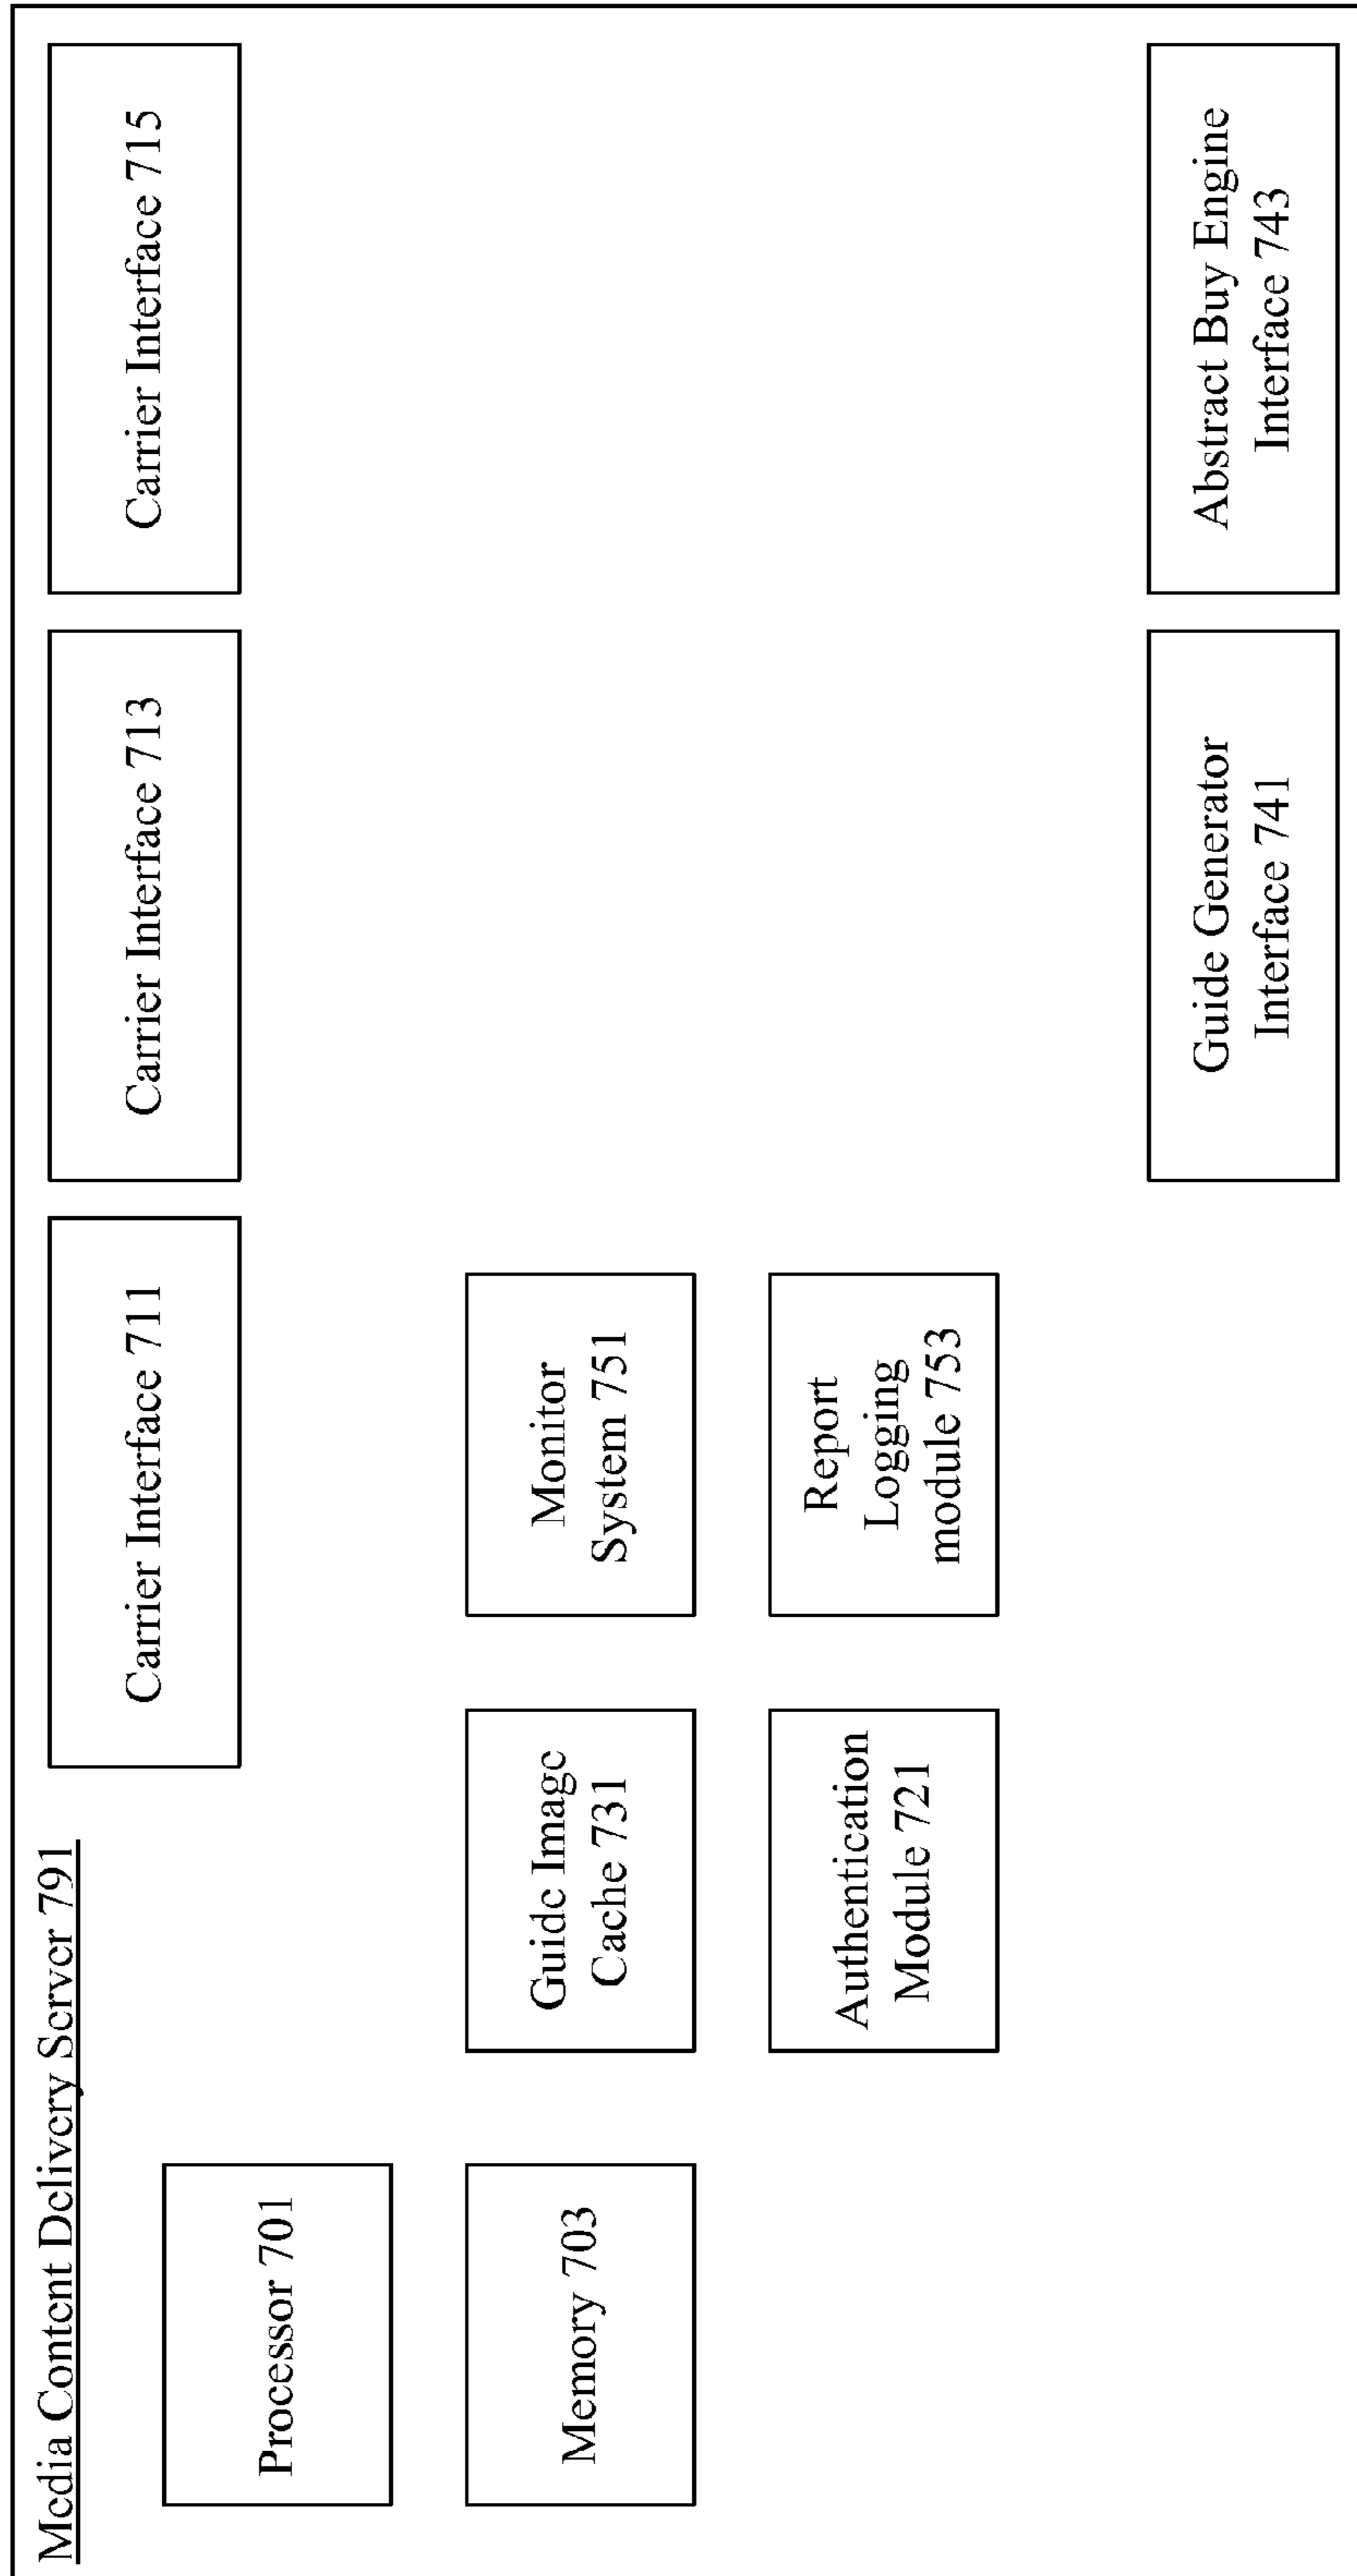 Media Content Delivery Server 791
Carrier Interface 711
Carrier Interface 713
Carrier Interface 715
Processor 701
Memory 703
Guide Image
Cache 731
Monitor
System 751
Authentication
Module 721
Report
Logging
module 753
Guide Generator
Interface 741
Abstract Buy Engine
Interface 743